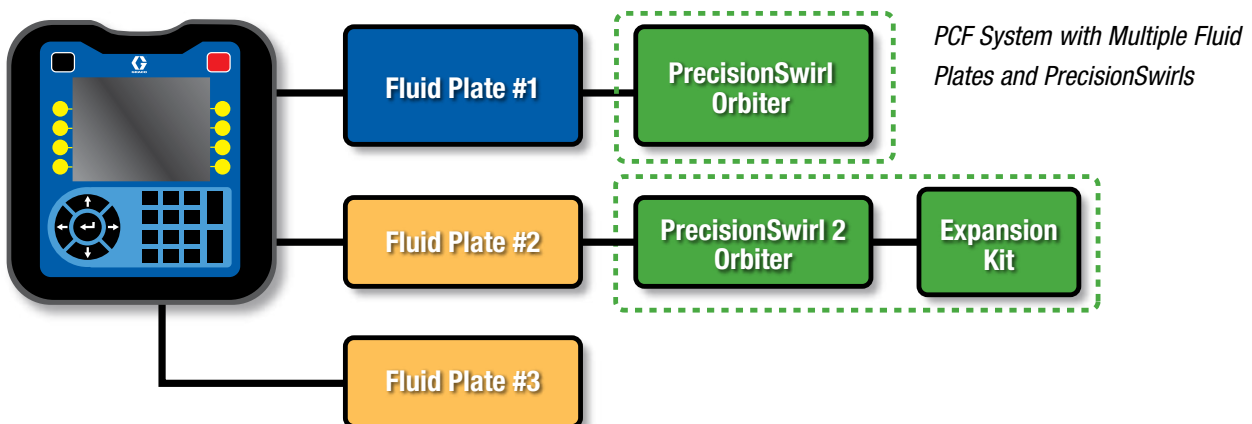 GRACO
Fluid Plate #1
PrecisionSwirl
Orbiter
PCF System with Multiple Fluid
Plates and PrecisionSwirls
Fluid Plate #2
PrecisionSwirl 2
Orbiter
Expansion
Kit
Fluid Plate #3